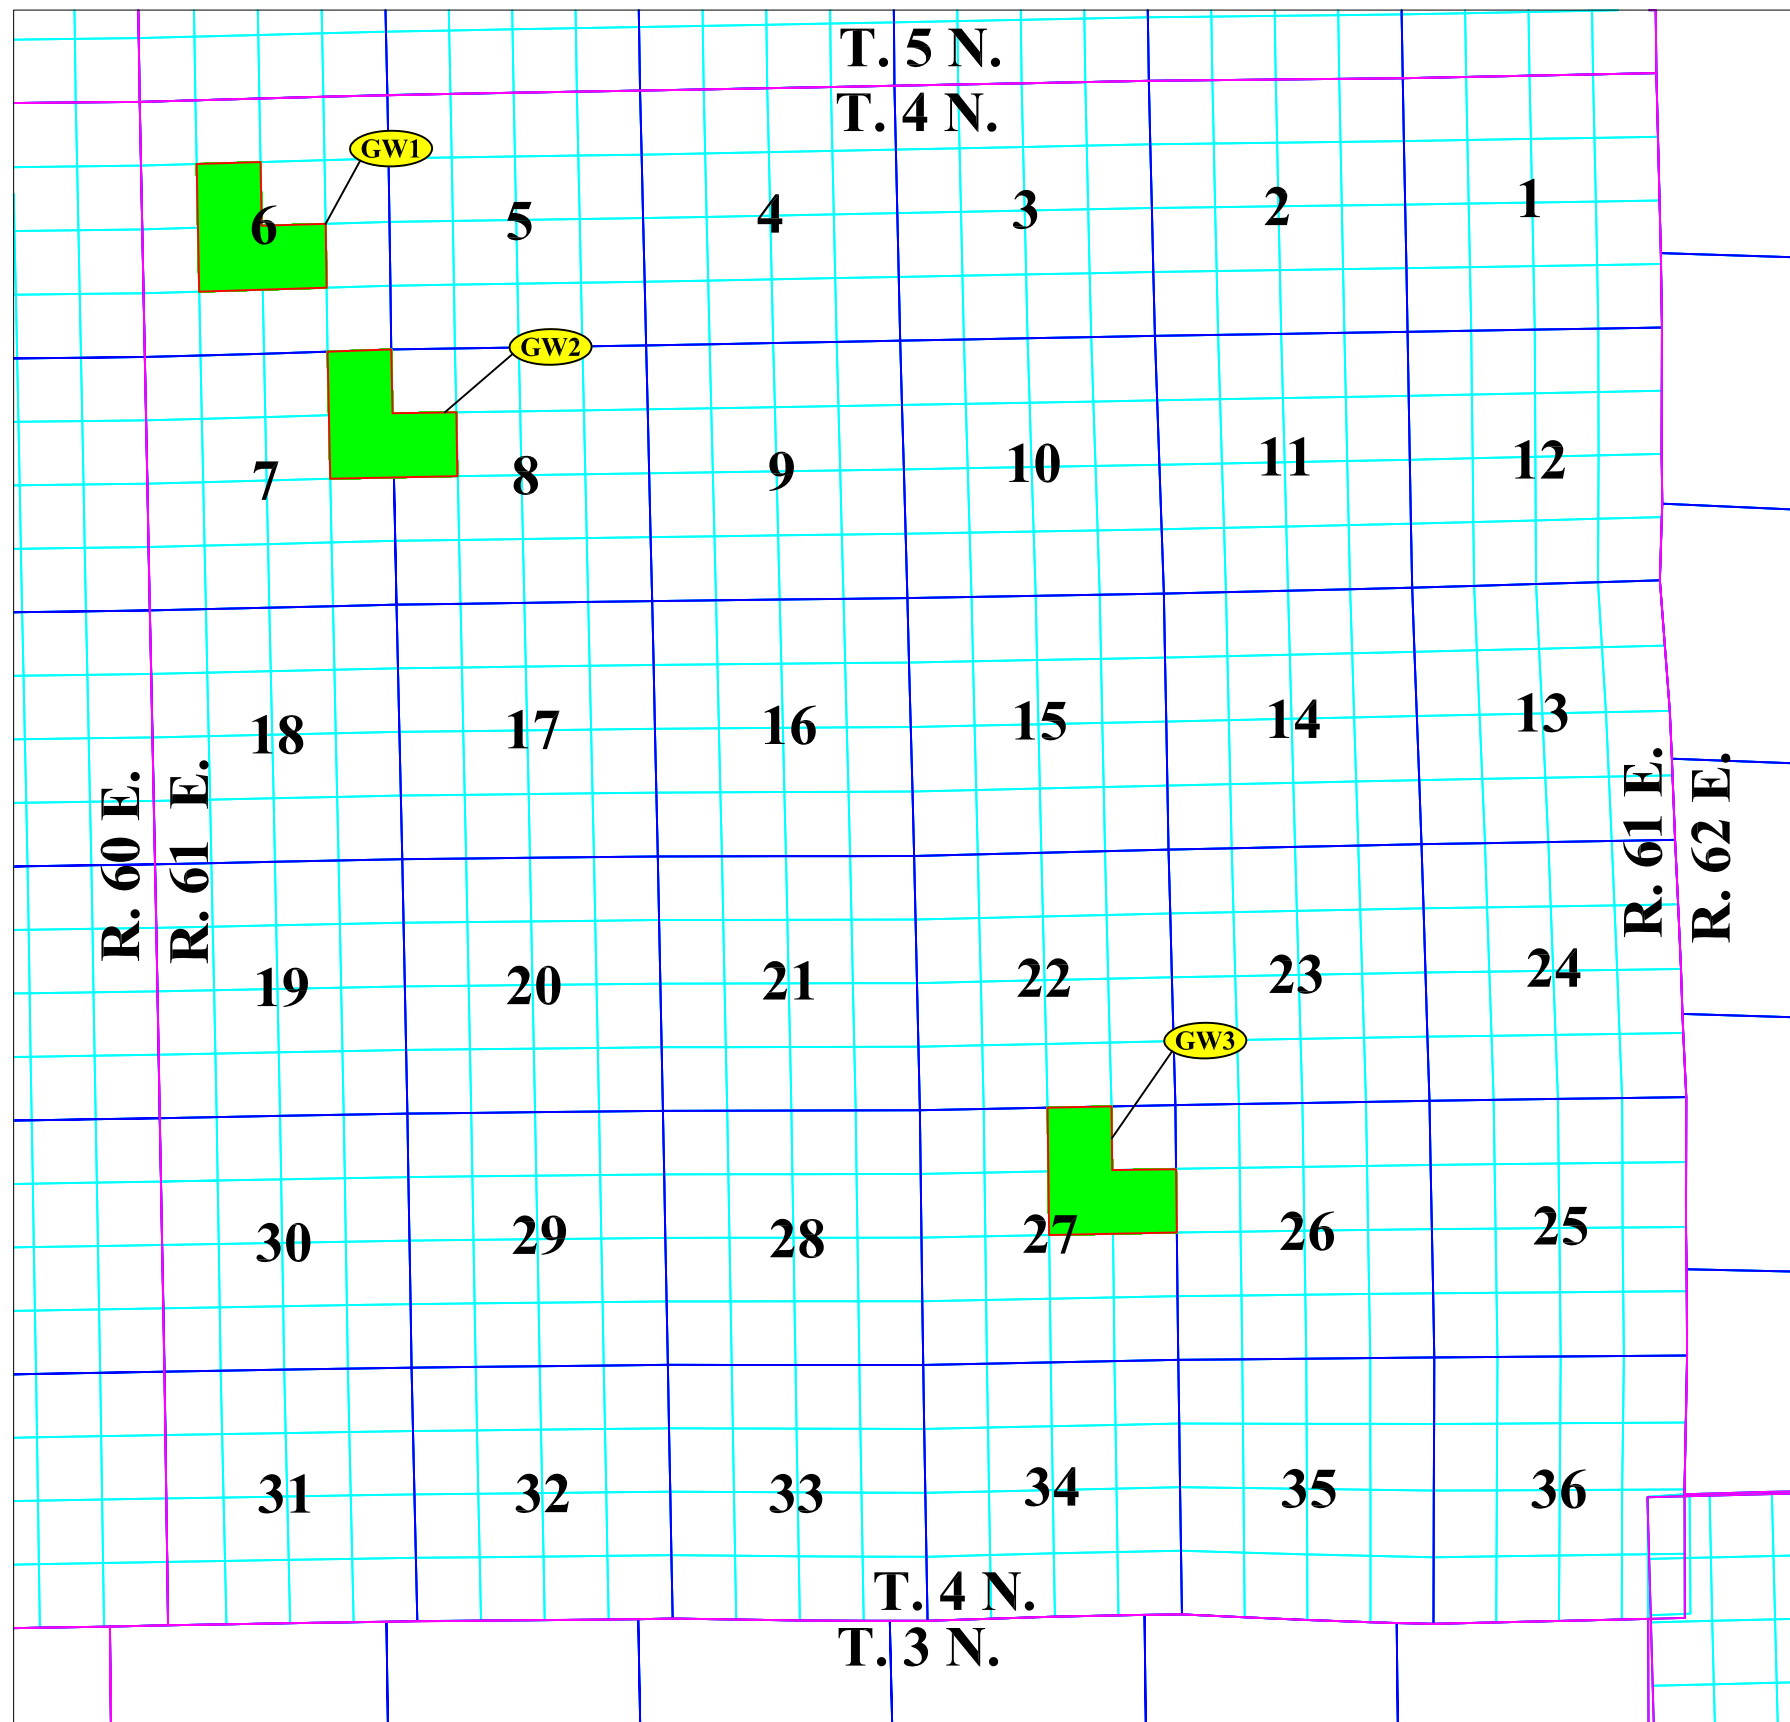 T. 5 N.
T. 4 N.
GW1
6 5 4 3 2 1
GW2
7 8 9 10 11 12
18 17 16 15 14 13
R. 60 E.
R. 61 E.
R. 61 E.
R. 62 E.
19 20 21 22 23 24
GW3
30 29 28 27 26 25
31 32 33 34 35 36
T. 4 N.
T. 3 N.